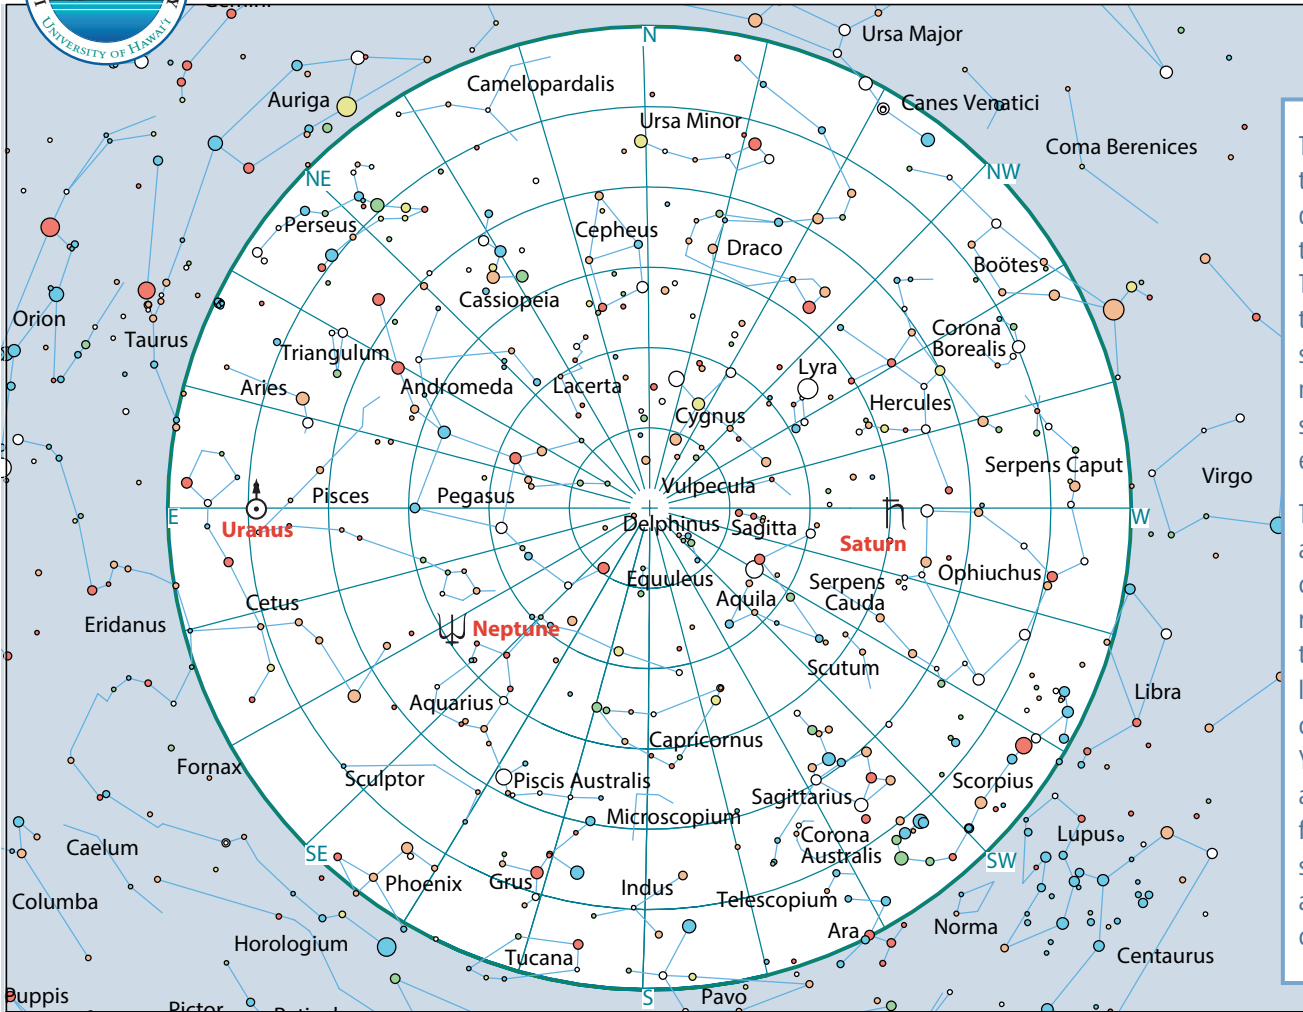 UNIVERSITY OF HAWAI'I
Gemini
N
Ursa Major
Camelopardalis
Auriga
Canes Venatici
Ursa Minor
Coma Berenices
NE
NW
Perseus
Cepheus
Draco
Boötes
Cassiopeia
Orion
Taurus
Triangulum
Corona
Borealis
Lyra
Aries
Andromeda
Lacerta
Hercules
Cygnus
Serpens Caput
Virgo
Pisces
Pegasus
Vulpecula
E
W
Uranus
Delphinus
Sagitta
Saturn
Equuleus
Ophiuchus
Serpens
Cauda
Aquila
Cetus
Eridanus
Neptune
Scutum
Libra
Aquarius
Capricornus
Fornax
Sculptor
Piscis Australis
Sagittarius
Scorpius
Microscopium
Corona
Australis
Lupus
Caelum
SE
SW
Phoenix
Grus
Indus
Telescopium
Columba
Norma
Ara
Horologium
Tucana
Centaurus
Puppis
S
Pavo
Pictor